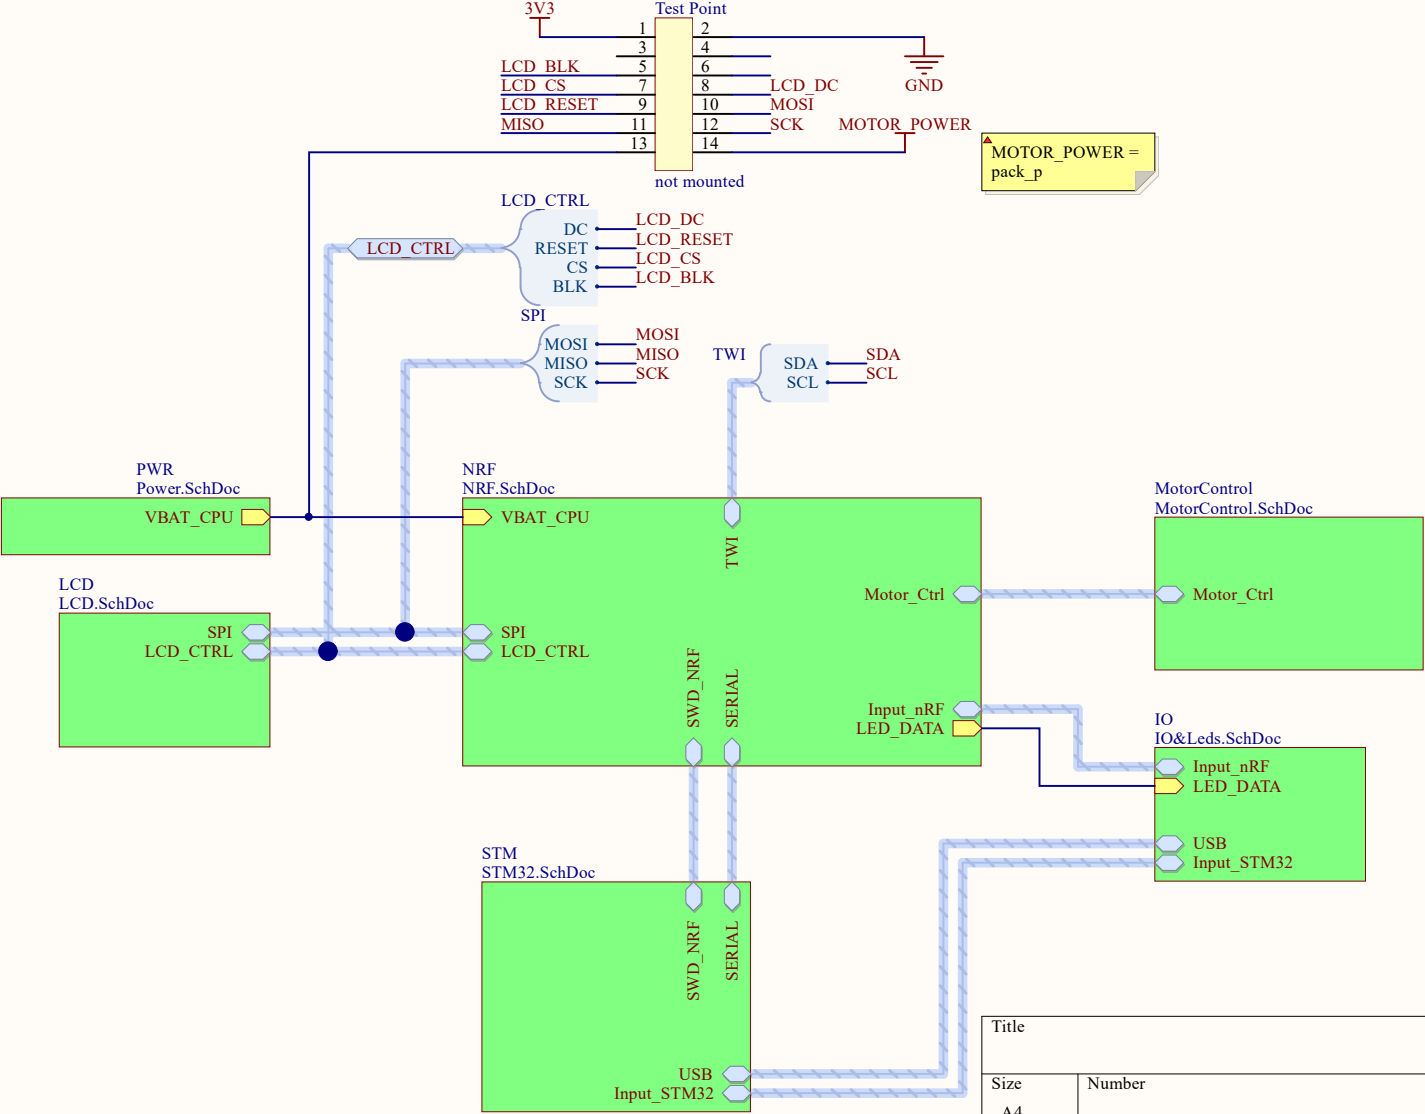 3V3
Test Point
1
2
3
4
LCD_BLK
5
6
LCD_CS
7
8
LCD_DC
GND
LCD_RESET
9
10
MOSI
MISO
11
12
SCK
MOTOR_POWER
13
14
MOTOR_POWER =
pack_p
not mounted
LCD_CTRL
LCD_CTRL
DC
LCD_DC
RESET
LCD_RESET
CS
LCD_CS
BLK
LCD_BLK
SPI
MOSI
MOSI
MISO
MISO
SCK
SCK
TWI
SDA
SDA
SCL
SCL
PWR
Power.SchDoc
VBAT_CPU
NRF
NRF.SchDoc
VBAT_CPU
TWI
Motor_Ctrl
SPI
LCD_CTRL
SWD_NRF
SERIAL
Input_nRF
LED_DATA
MotorControl
MotorControl.SchDoc
Motor_Ctrl
LCD
LCD.SchDoc
SPI
LCD_CTRL
IO
IO&Leds.SchDoc
Input_nRF
LED_DATA
USB
Input_STM32
STM
STM32.SchDoc
SWD_NRF
SERIAL
USB
Input_STM32
Title
Size
Number
A4